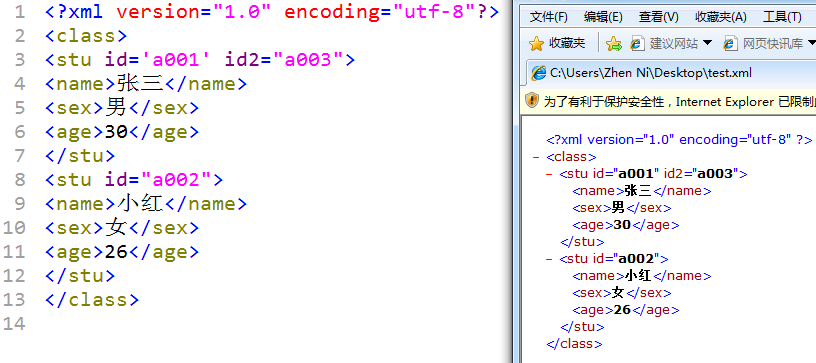 1 <?xml version="1.0" encoding="utf-8"?>
2 <class>
3 <stu id='a001' id2="a003">
4 <name>张三</name>
5 <sex>男</sex>
6 <age>30</age>
7 </stu>
8 <stu id="a002">
9 <name>小红</name>
10 <sex>女</sex>
11 <age>26</age>
12 </stu>
13 </class>
14
文件(F) 编辑(E) 查看(V) 收藏夹(A) 工具(T)
收藏夹 建议网站 网页快讯库
C:\Users\Zhen Ni\Desktop\test.xml
为了有利于保护安全性，Internet Explorer 已限制
<?xml version="1.0" encoding="utf-8" ?>
- <class>
- <stu id="a001" id2="a003">
<name>张三</name>
<sex>男</sex>
<age>30</age>
</stu>
- <stu id="a002">
<name>小红</name>
<sex>女</sex>
<age>26</age>
</stu>
</class>